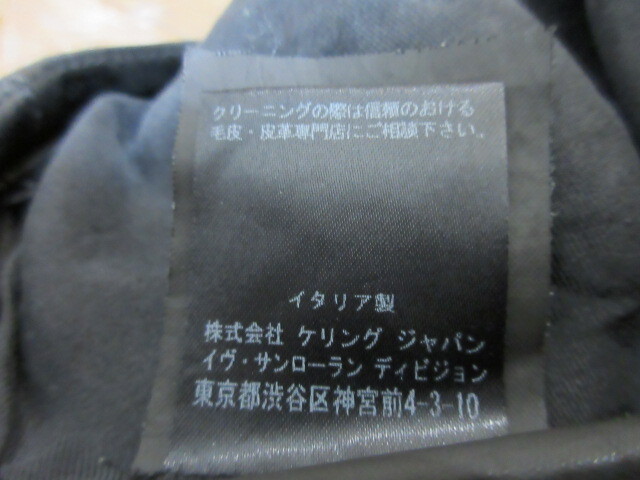 クリーニングの際は信頼のおける
毛皮・皮革専門店にご相談下さい。
イタリア製
株式会社 ケリング ジャパン
イヴ・サンローラン ディビジョン
東京都渋谷区神宮前4-3-10